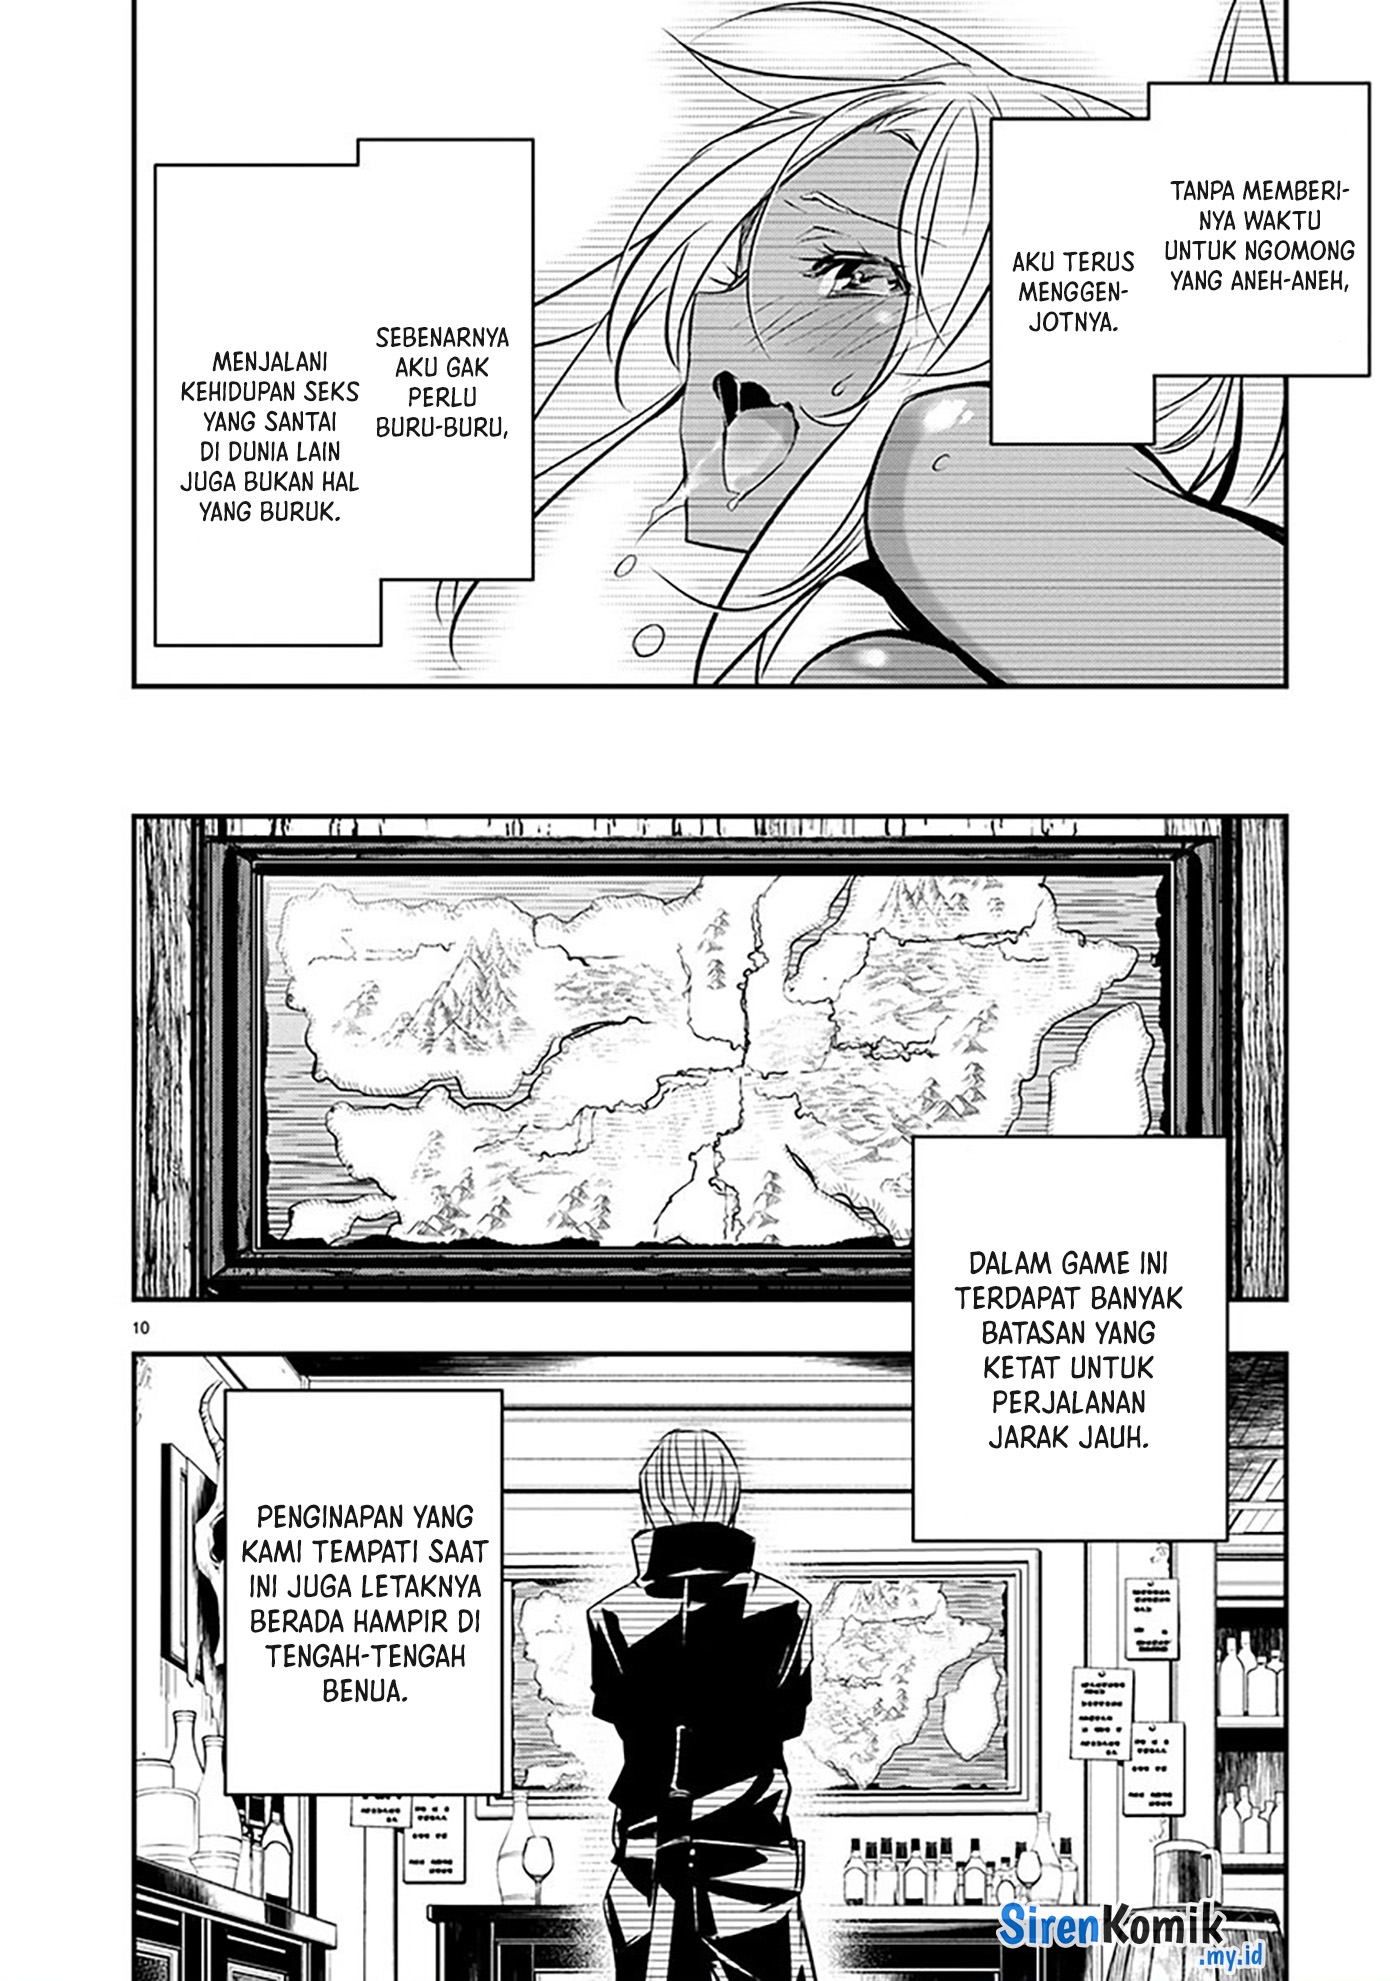 TANPA MEMBERI-
NYA WAKTU
UNTUK NGOMONG
YANG ANEH-ANEH,
AKU TERUS
MENGGEN-
JOTNYA.
SEBENARNYA
AKU GAK
PERLU
BURU-BURU,
MENJALANI
KEHIDUPAN SEKS
YANG SANTAI
DI DUNIA LAIN
JUGA BUKAN HAL
YANG BURUK.
DALAM GAME INI
TERDAPAT BANYAK
BATASAN YANG
KETAT UNTUK
PERJALANAN
JARAK JAUH.
10
PENGINAPAN YANG
KAMI TEMPATI SAAT
INI JUGA LETAKNYA
BERADA HAMPIR DI
TENGAH-TENGAH
BENUA.
SirenKomik
.my.id